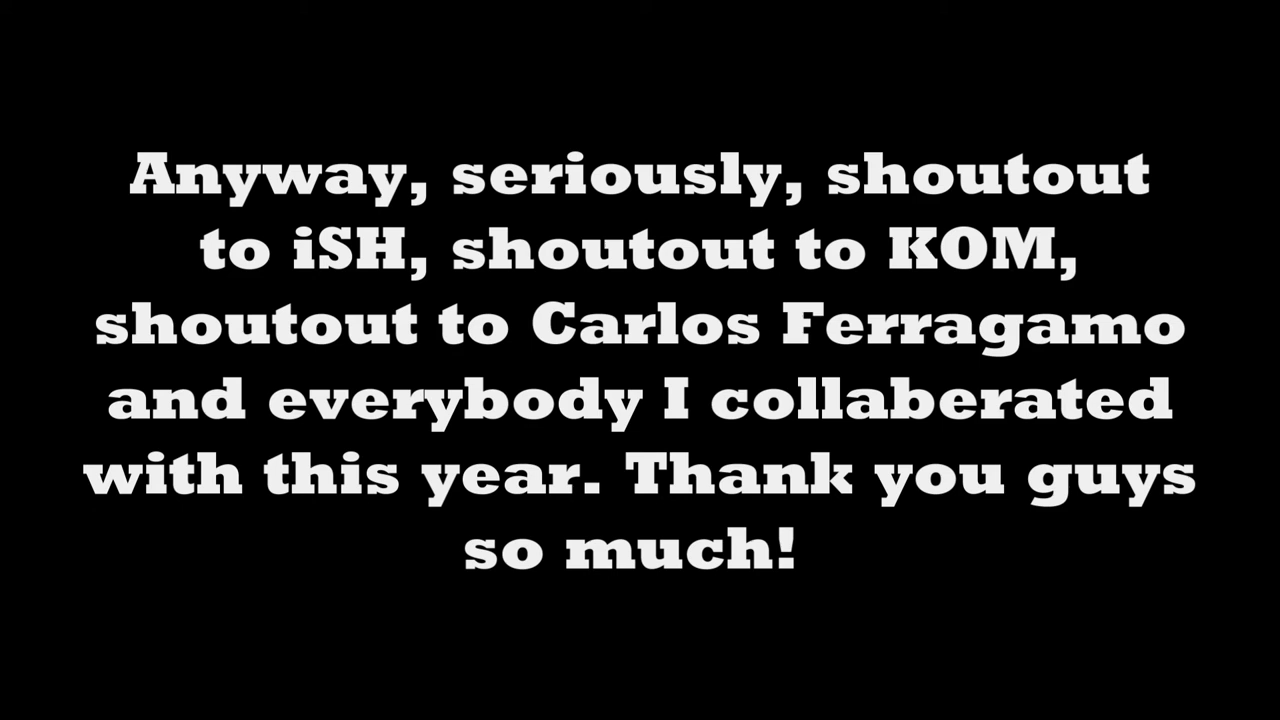 Anyway, seriously, shoutout
to iSH, shoutout to KOM,
shoutout to Carlos Ferragamo
and everybody I collaberated
with this year. Thank you guys
so much!